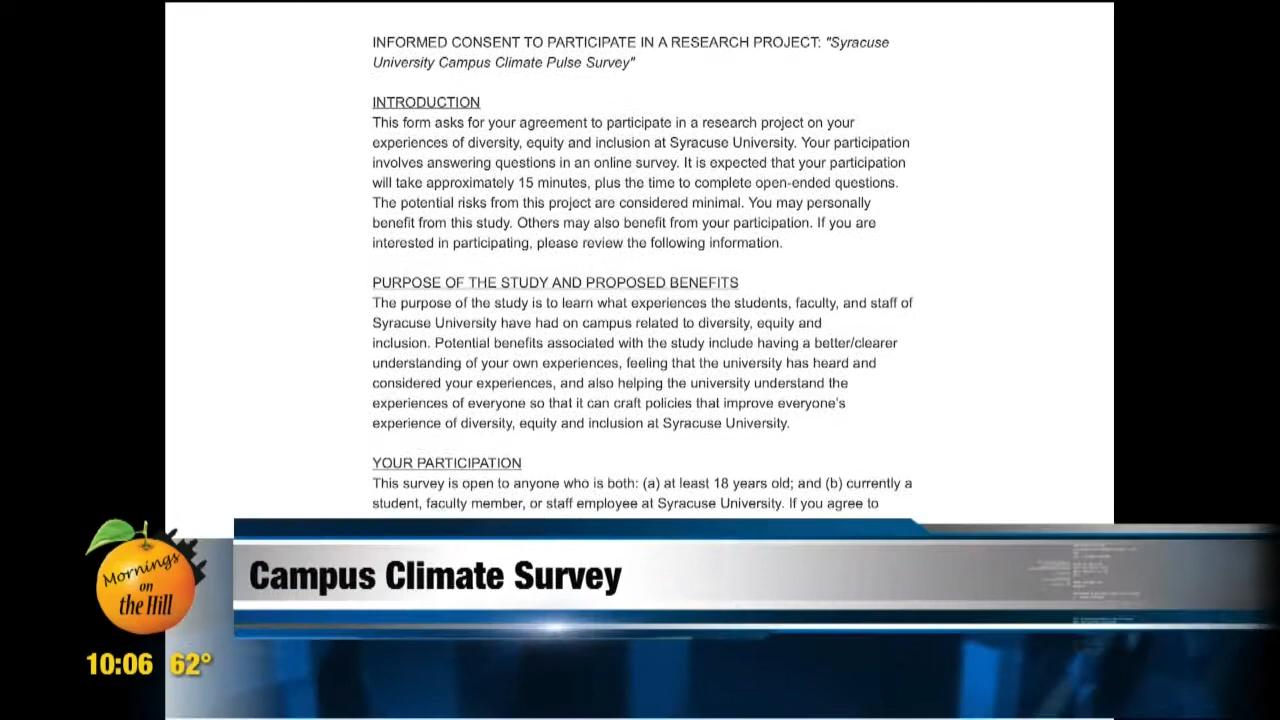 INFORMED CONSENT TO PARTICIPATE IN A RESEARCH PROJECT: "Syracuse
University Campus Climate Pulse Survey"
INTRODUCTION
This form asks for your agreement to participate in a research project on your
experiences of diversity, equity and inclusion at Syracuse University. Your participation
involves answering questions in an online survey. It is expected that your participation
will take approximately 15 minutes, plus the time to complete open-ended questions.
The potential risks from this project are considered minimal. You may personally
benefit from this study. Others may also benefit from your participation. If you are
interested in participating, please review the following information.
PURPOSE OF THE STUDY AND PROPOSED BENEFITS
The purpose of the study is to learn what experiences the students, faculty, and staff of
Syracuse University have had on campus related to diversity, equity and
inclusion. Potential benefits associated with the study include having a better/clearer
understanding of your own experiences, feeling that the university has heard and
considered your experiences, and also helping the university understand the
experiences of everyone so that it can craft policies that improve everyone's
experience of diversity, equity and inclusion at Syracuse University.
YOUR PARTICIPATION
This survey is open to anyone who is both: (a) at least 18 years old; and (b) currently a
student, faculty member, or staff employee at Syracuse University. If you agree to
Mornings
on
the Hill
Campus Climate Survey
10:06 62°